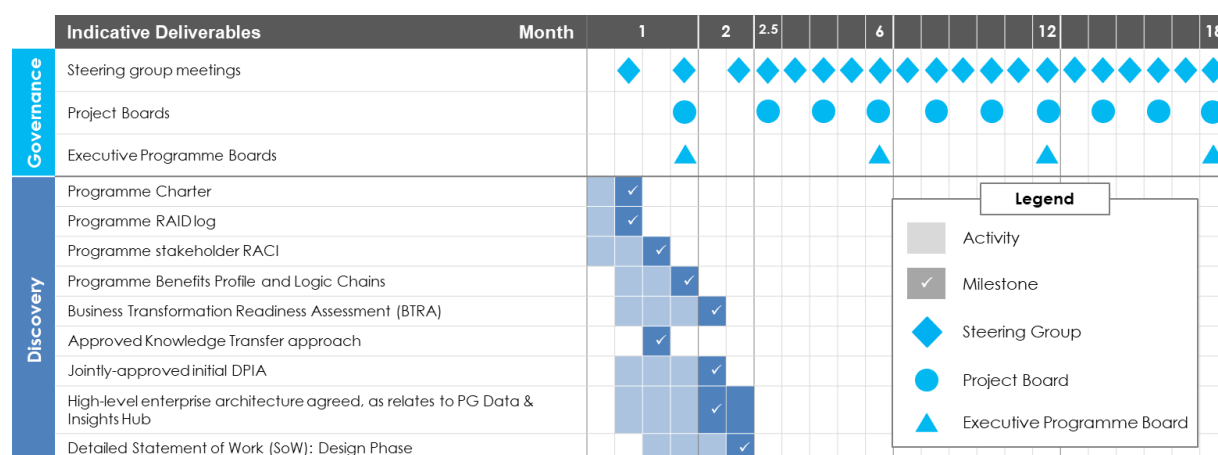 Indicative Deliverables Month 1 2 2.5 6 12 18
Governance
Steering group meetings
Project Boards
Executive Programme Boards
Discovery
Programme Charter
Programme RAID log
Programme stakeholder RACI
Programme Benefits Profile and Logic Chains
Business Transformation Readiness Assessment (BTRA)
Approved Knowledge Transfer approach
Jointly-approved initial DPIA
High-level enterprise architecture agreed, as relates to PG Data &
Insights Hub
Detailed Statement of Work (SoW): Design Phase
Legend
Activity
Milestone
Steering Group
Project Board
Executive Programme Board